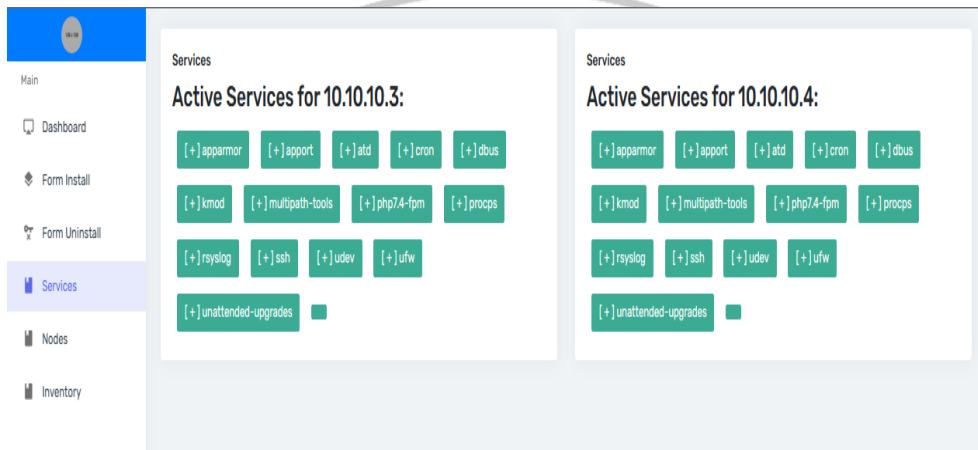 Main
Dashboard
Form Install
Form Uninstall
Services
Nodes
Inventory
Services
Active Services for 10.10.10.3:
[+] apparmor [+] apport [+] atd [+] cron [+] dbus
[+] kmod [+] multipath-tools [+] php7.4-fpm [+] procps
[+] rsyslog [+] ssh [+] udev [+] ufw
[+] unattended-upgrades
Services
Active Services for 10.10.10.4:
[+] apparmor [+] apport [+] atd [+] cron [+] dbus
[+] kmod [+] multipath-tools [+] php7.4-fpm [+] procps
[+] rsyslog [+] ssh [+] udev [+] ufw
[+] unattended-upgrades